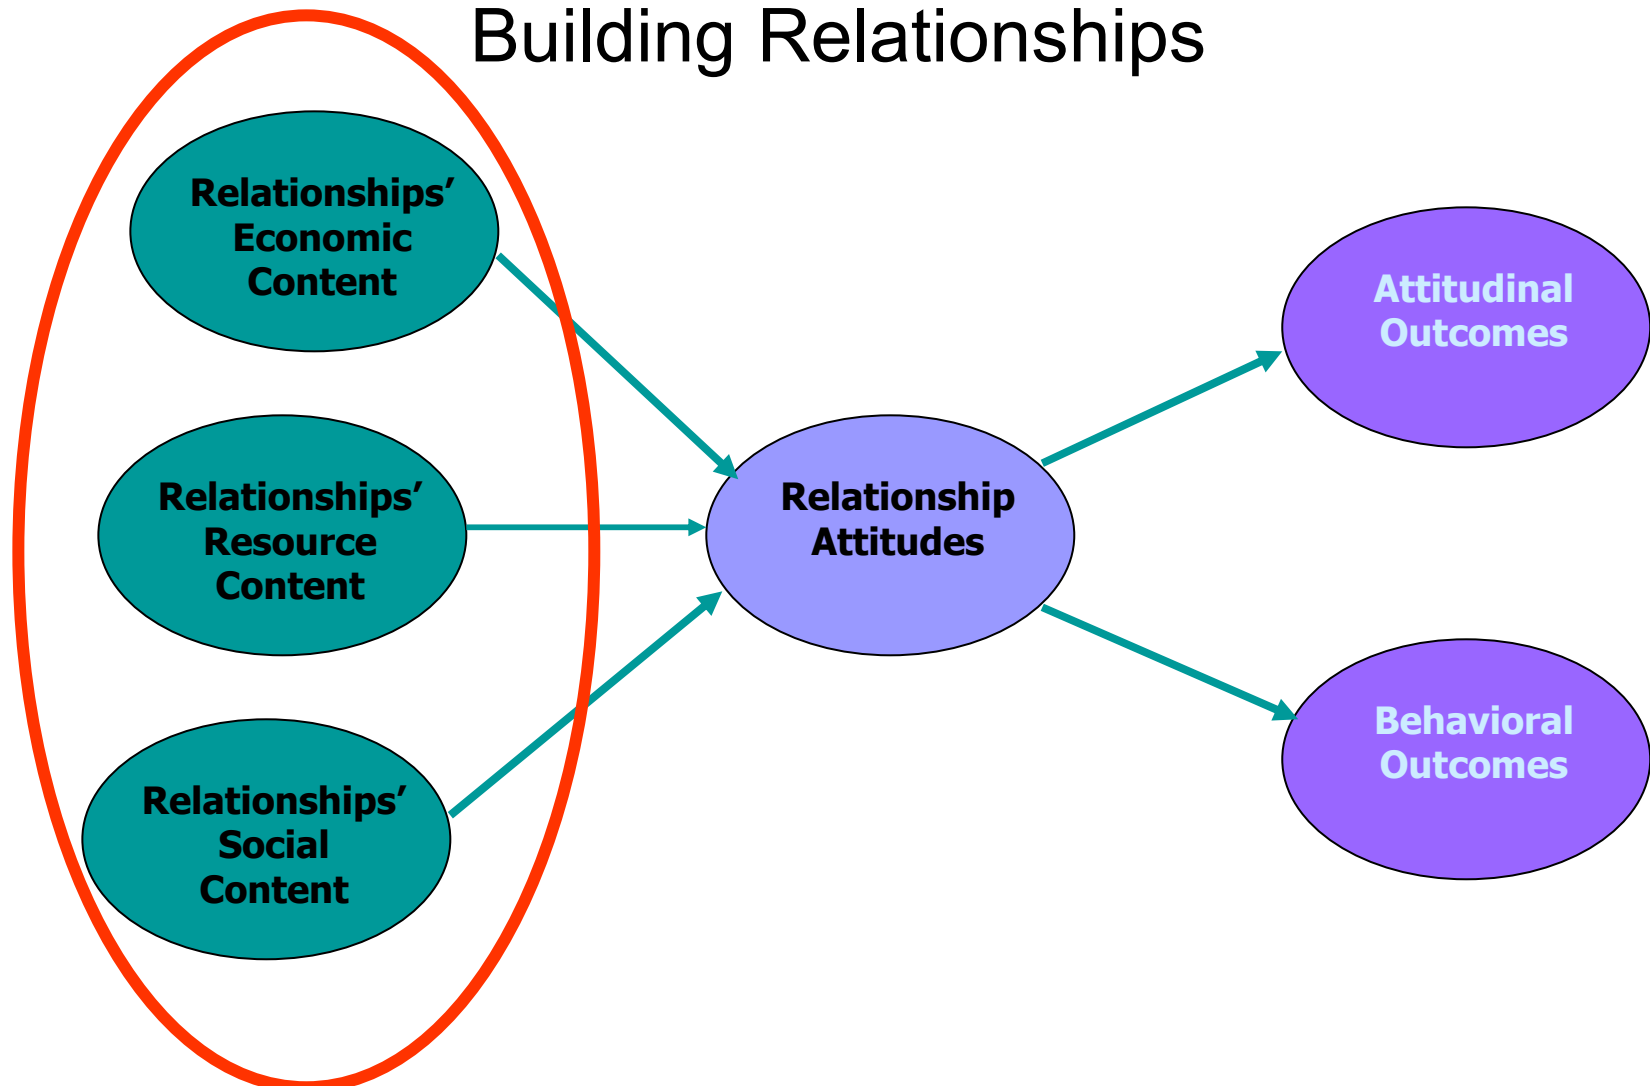 Building Relationships
Relationships’
Economic
Content
Relationships’
Resource
Content
Relationships’
Social
Content
Relationship
Attitudes
Attitudinal
Outcomes
Behavioral
Outcomes